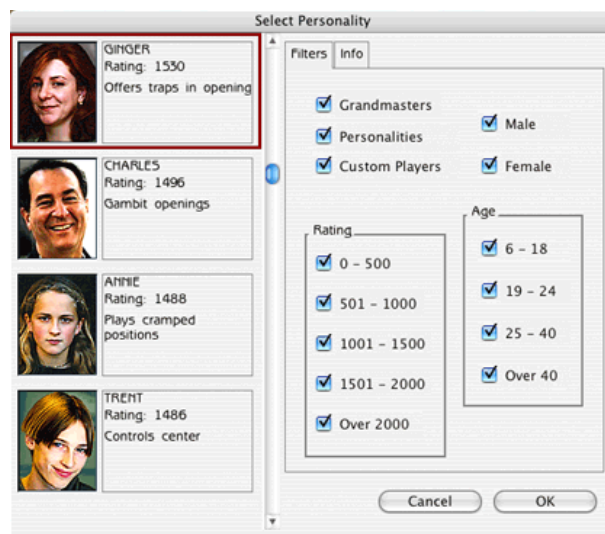 Select Personality
GINGER
Rating: 1530
Offers traps in opening
CHARLES
Rating: 1496
Gambit openings
ANNIE
Rating: 1488
Plays cramped
positions
TRENT
Rating: 1486
Controls center
Filters Info
Grandmasters
Personalities
Custom Players
Male
Female
Rating
0 - 500
501 - 1000
1001 - 1500
1501 - 2000
Over 2000
Age
6 - 18
19 - 24
25 - 40
Over 40
Cancel OK